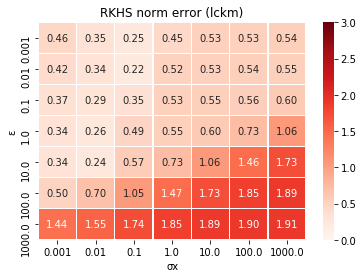 RKHS norm error (lckm)
0.001 0.46 0.35 0.25 0.45 0.53 0.53 0.54
0.01 0.42 0.34 0.22 0.52 0.53 0.54 0.55
0.1 0.37 0.29 0.35 0.53 0.55 0.56 0.60
1.0 0.34 0.26 0.49 0.55 0.60 0.73 1.06
10.0 0.34 0.24 0.57 0.73 1.06 1.46 1.73
100.0 0.50 0.70 1.05 1.47 1.73 1.85 1.89
1000.0 1.44 1.55 1.74 1.85 1.89 1.90 1.91
0.001 0.01 0.1 1.0 10.0 100.0 1000.0
σx
ε
3.0
2.5
2.0
1.5
1.0
0.5
0.0